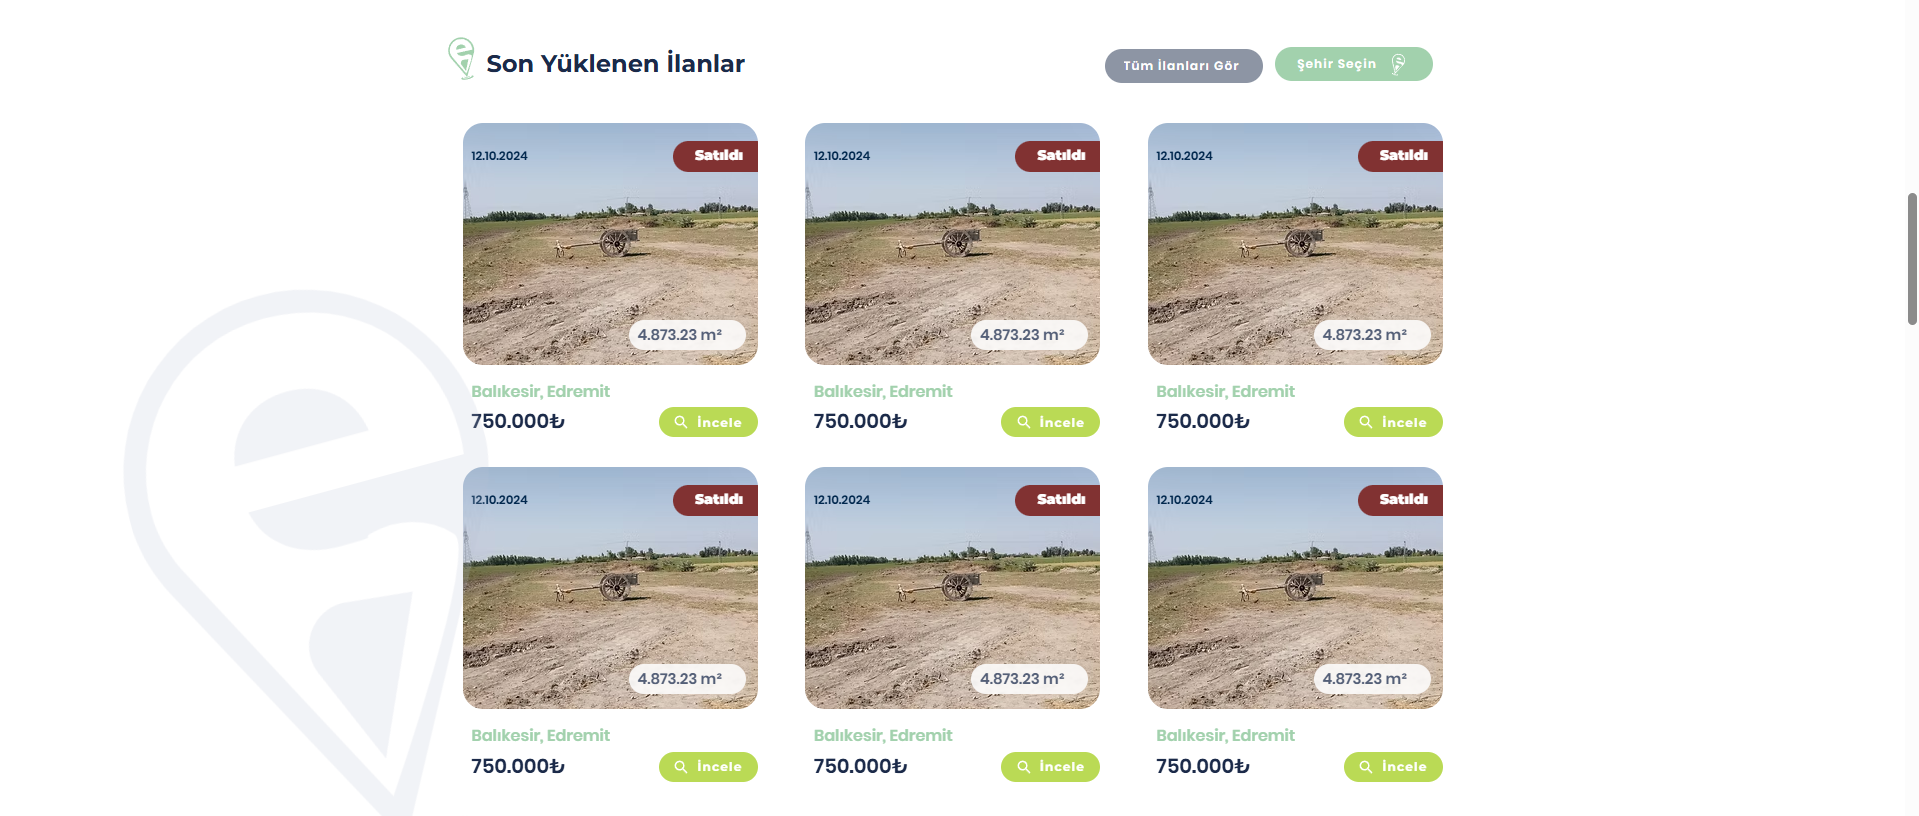 Son Yüklenen İlanlar
Tüm İlanları Gör
Şehir Seçin
12.10.2024
Satıldı
12.10.2024
Satıldı
12.10.2024
Satıldı
4.873.23 m²
4.873.23 m²
4.873.23 m²
Balıkesir, Edremit
Balıkesir, Edremit
Balıkesir, Edremit
750.000₺
İncele
750.000₺
İncele
750.000₺
İncele
12.10.2024
Satıldı
12.10.2024
Satıldı
12.10.2024
Satıldı
4.873.23 m²
4.873.23 m²
4.873.23 m²
Balıkesir, Edremit
Balıkesir, Edremit
Balıkesir, Edremit
750.000₺
İncele
750.000₺
İncele
750.000₺
İncele